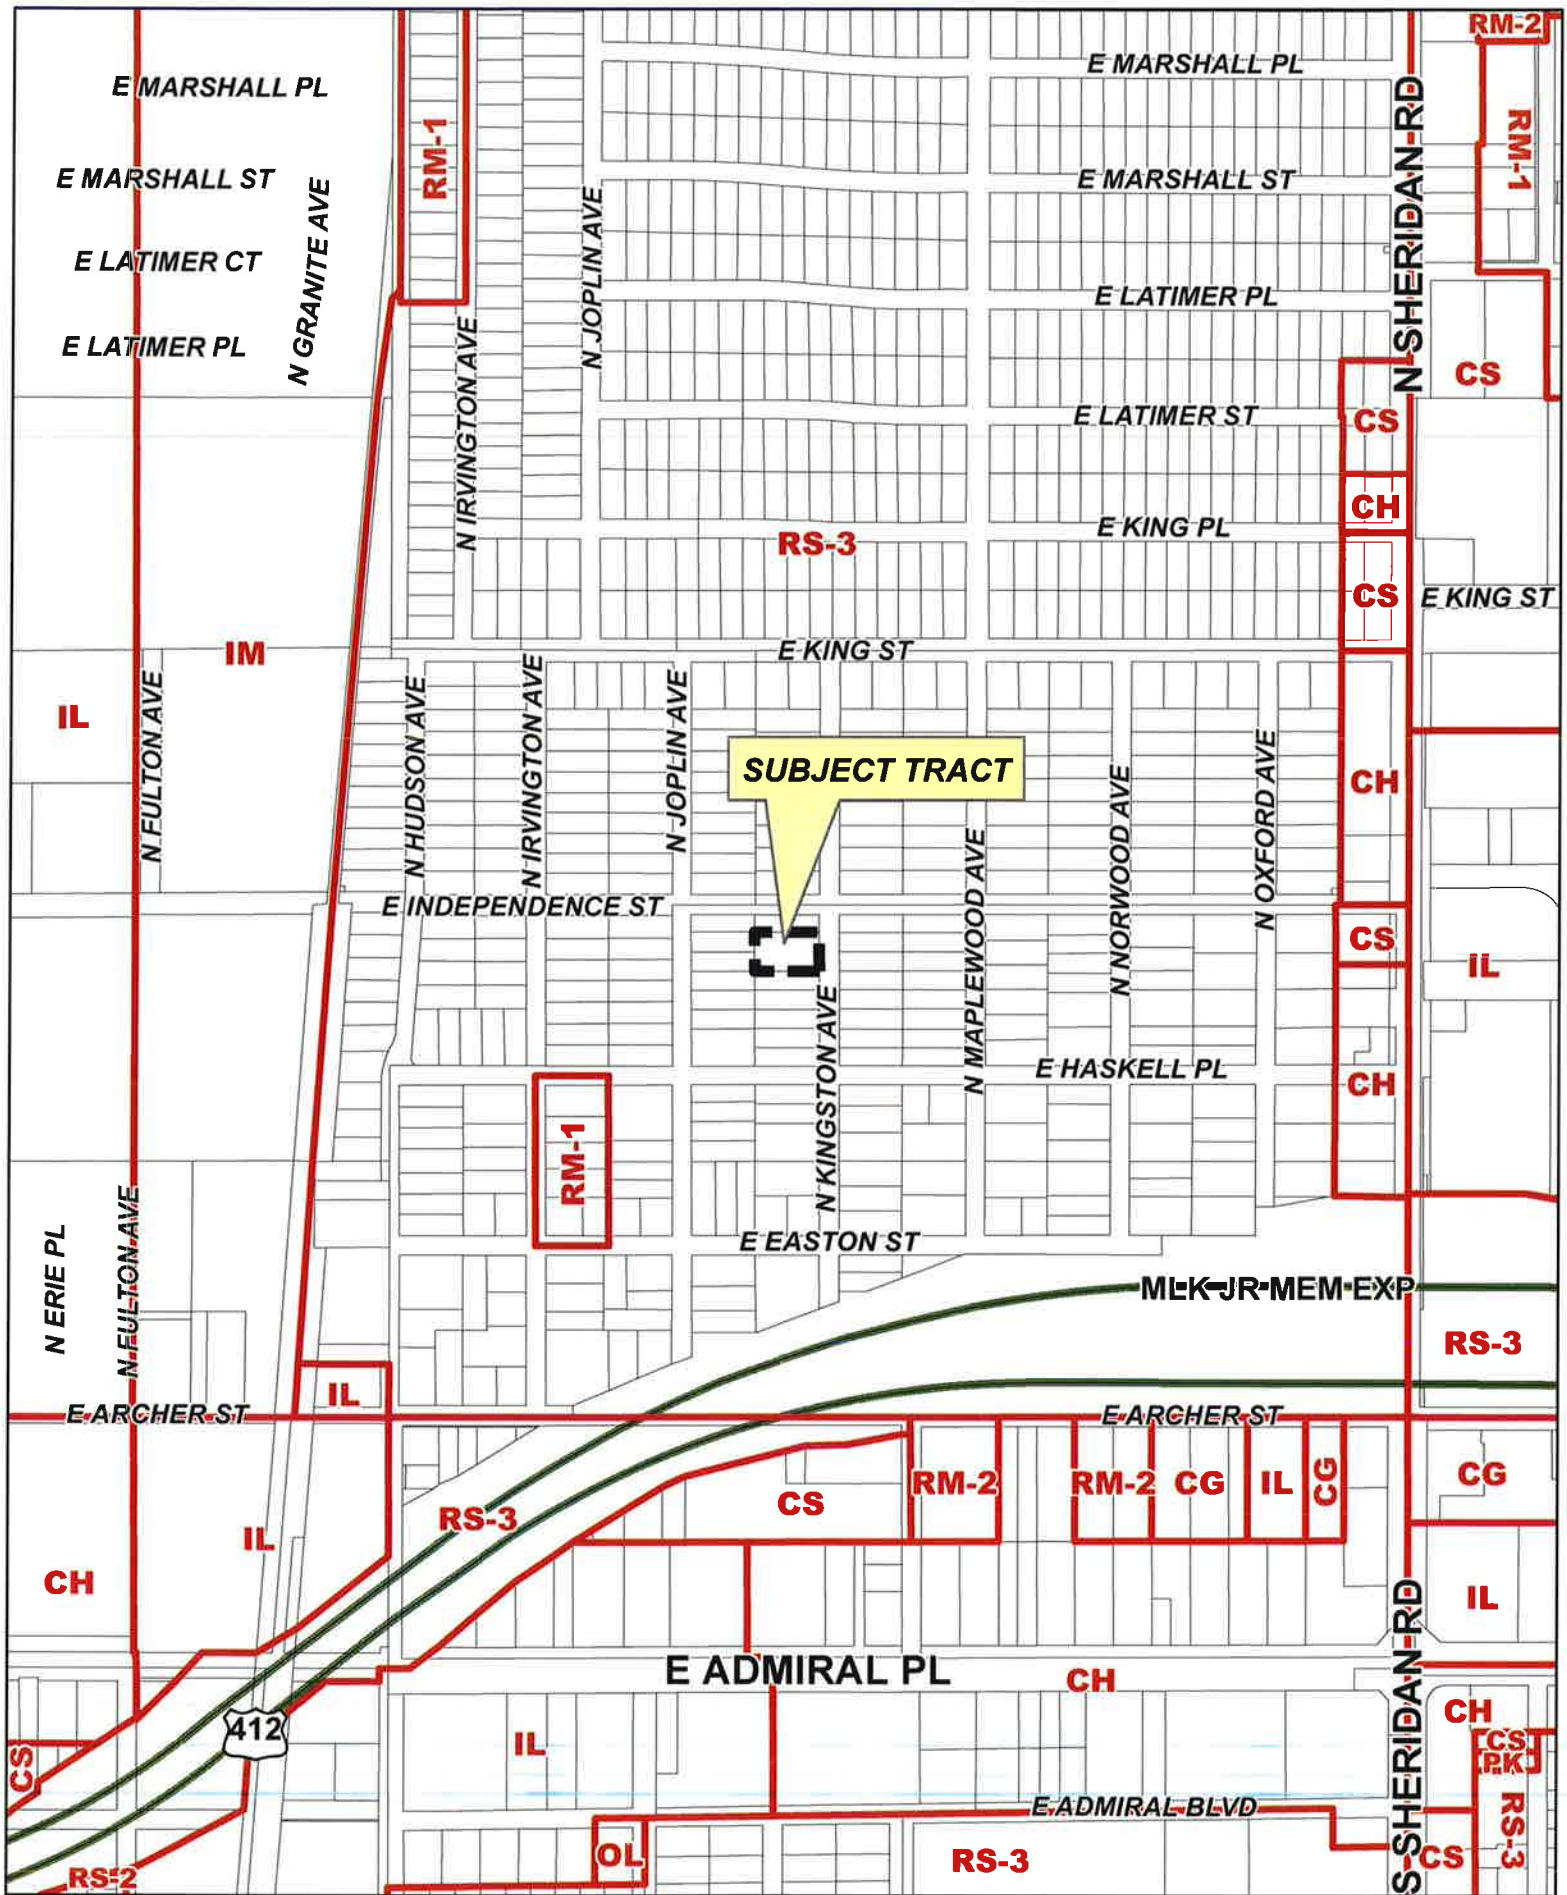 RM-2
E MARSHALL PL
E MARSHALL PL
RM-1
RM-1
N SHERIDAN RD
E MARSHALL ST
E MARSHALL ST
N GRANITE AVE
N JOPLIN AVE
E LATIMER CT
E LATIMER PL
E LATIMER PL
N IRVINGTON AVE
CS
E LATIMER ST
CS
CH
E KING PL
RS-3
CS
E KING ST
E KING ST
IM
IL
N FULTON AVE
N HUDSON AVE
N IRVINGTON AVE
N JOPLIN AVE
SUBJECT TRACT
CH
N MAPLEWOOD AVE
N NORWOOD AVE
N OXFORD AVE
E INDEPENDENCE ST
CS
IL
N KINGSTON AVE
E HASKELL PL
CH
RM-1
N ERIE PL
N FULTON AVE
E EASTON ST
MLK JR MEM EXP
RS-3
IL
E ARCHER ST
E ARCHER ST
RM-2
RM-2
CG
IL
CG
CG
CS
RS-3
IL
CH
IL
S SHERIDAN RD
E ADMIRAL PL
CH
CH
412
IL
CS
CS
PK
RS-3
E ADMIRAL BLVD
OL
RS-3
CS
RS-2